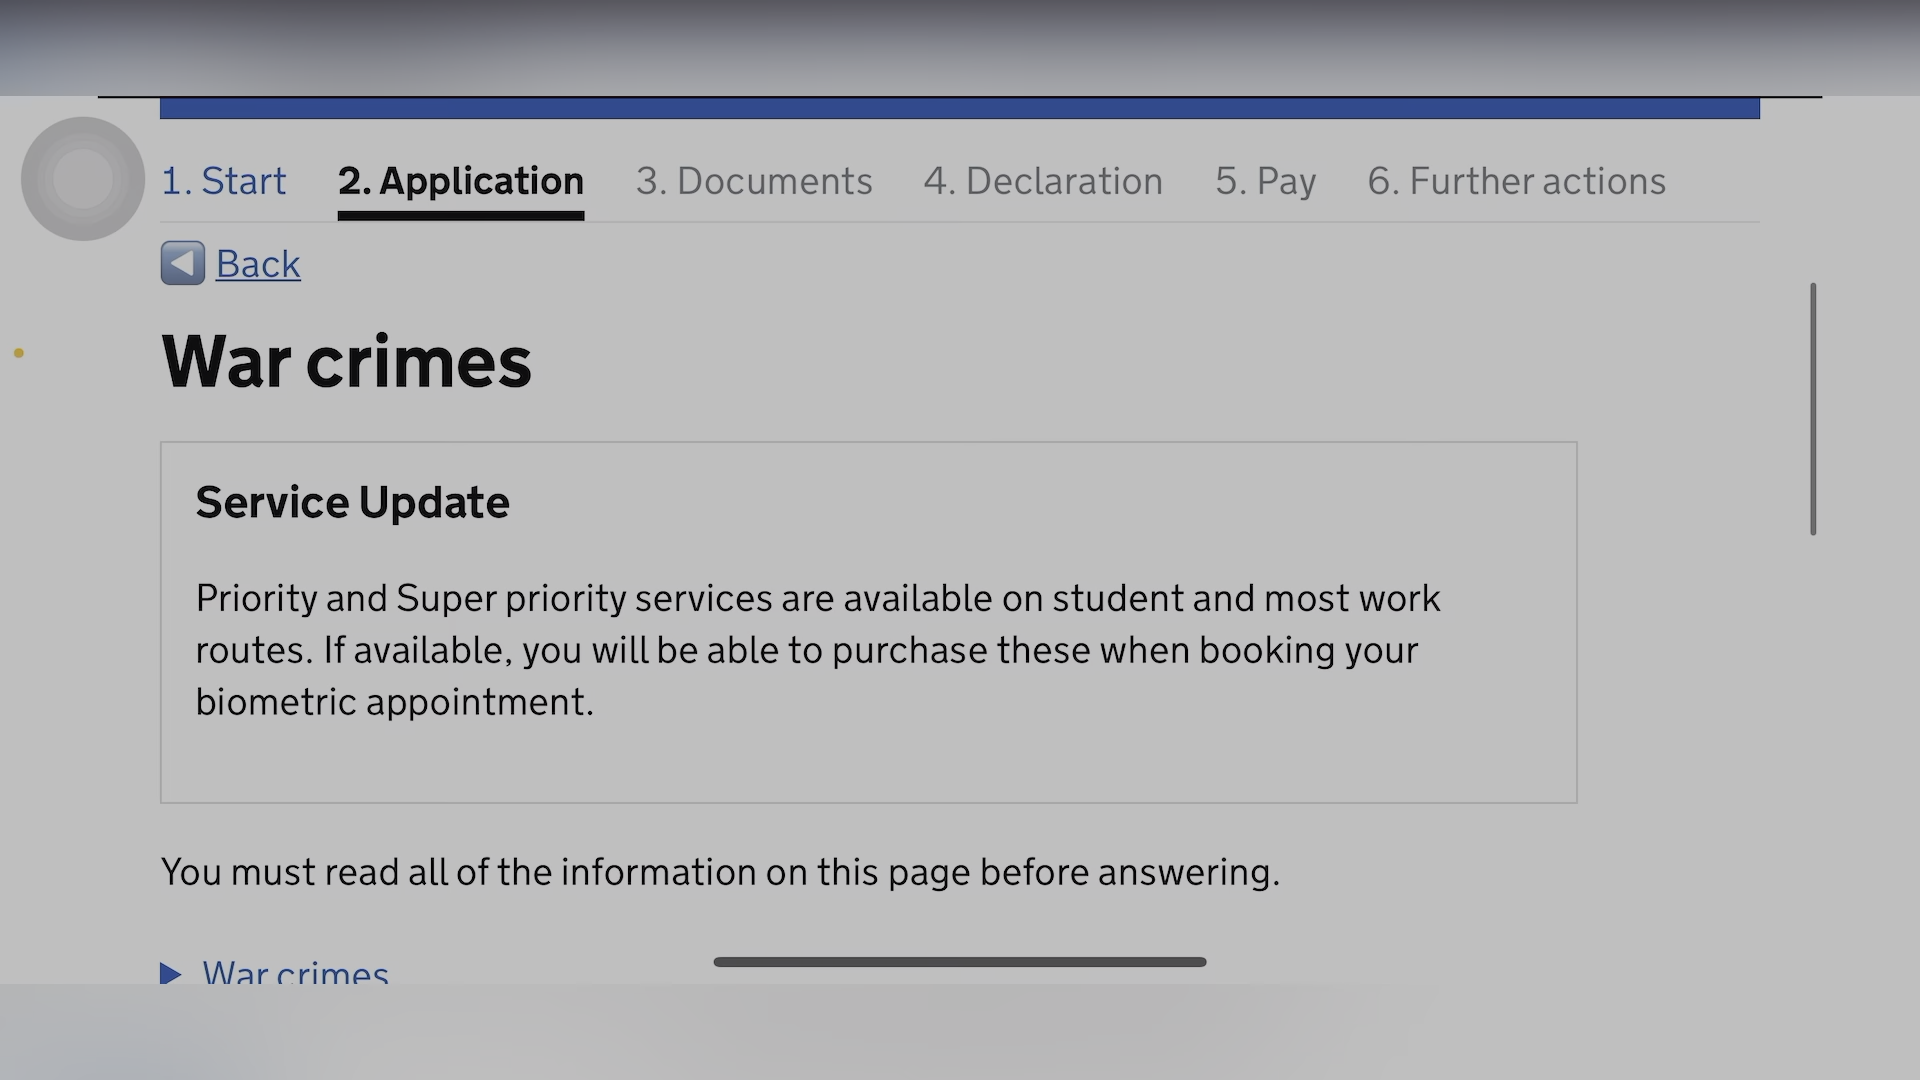 1. Start 2. Application 3. Documents 4. Declaration 5. Pay 6. Further actions
Back
War crimes
Service Update
Priority and Super priority services are available on student and most work
routes. If available, you will be able to purchase these when booking your
biometric appointment.
You must read all of the information on this page before answering.
War crimes